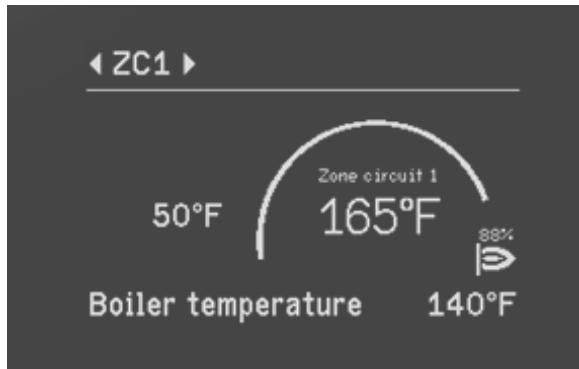 ZC1
Zone circuit 1
50°F 165°F
88%
Boiler temperature 140°F